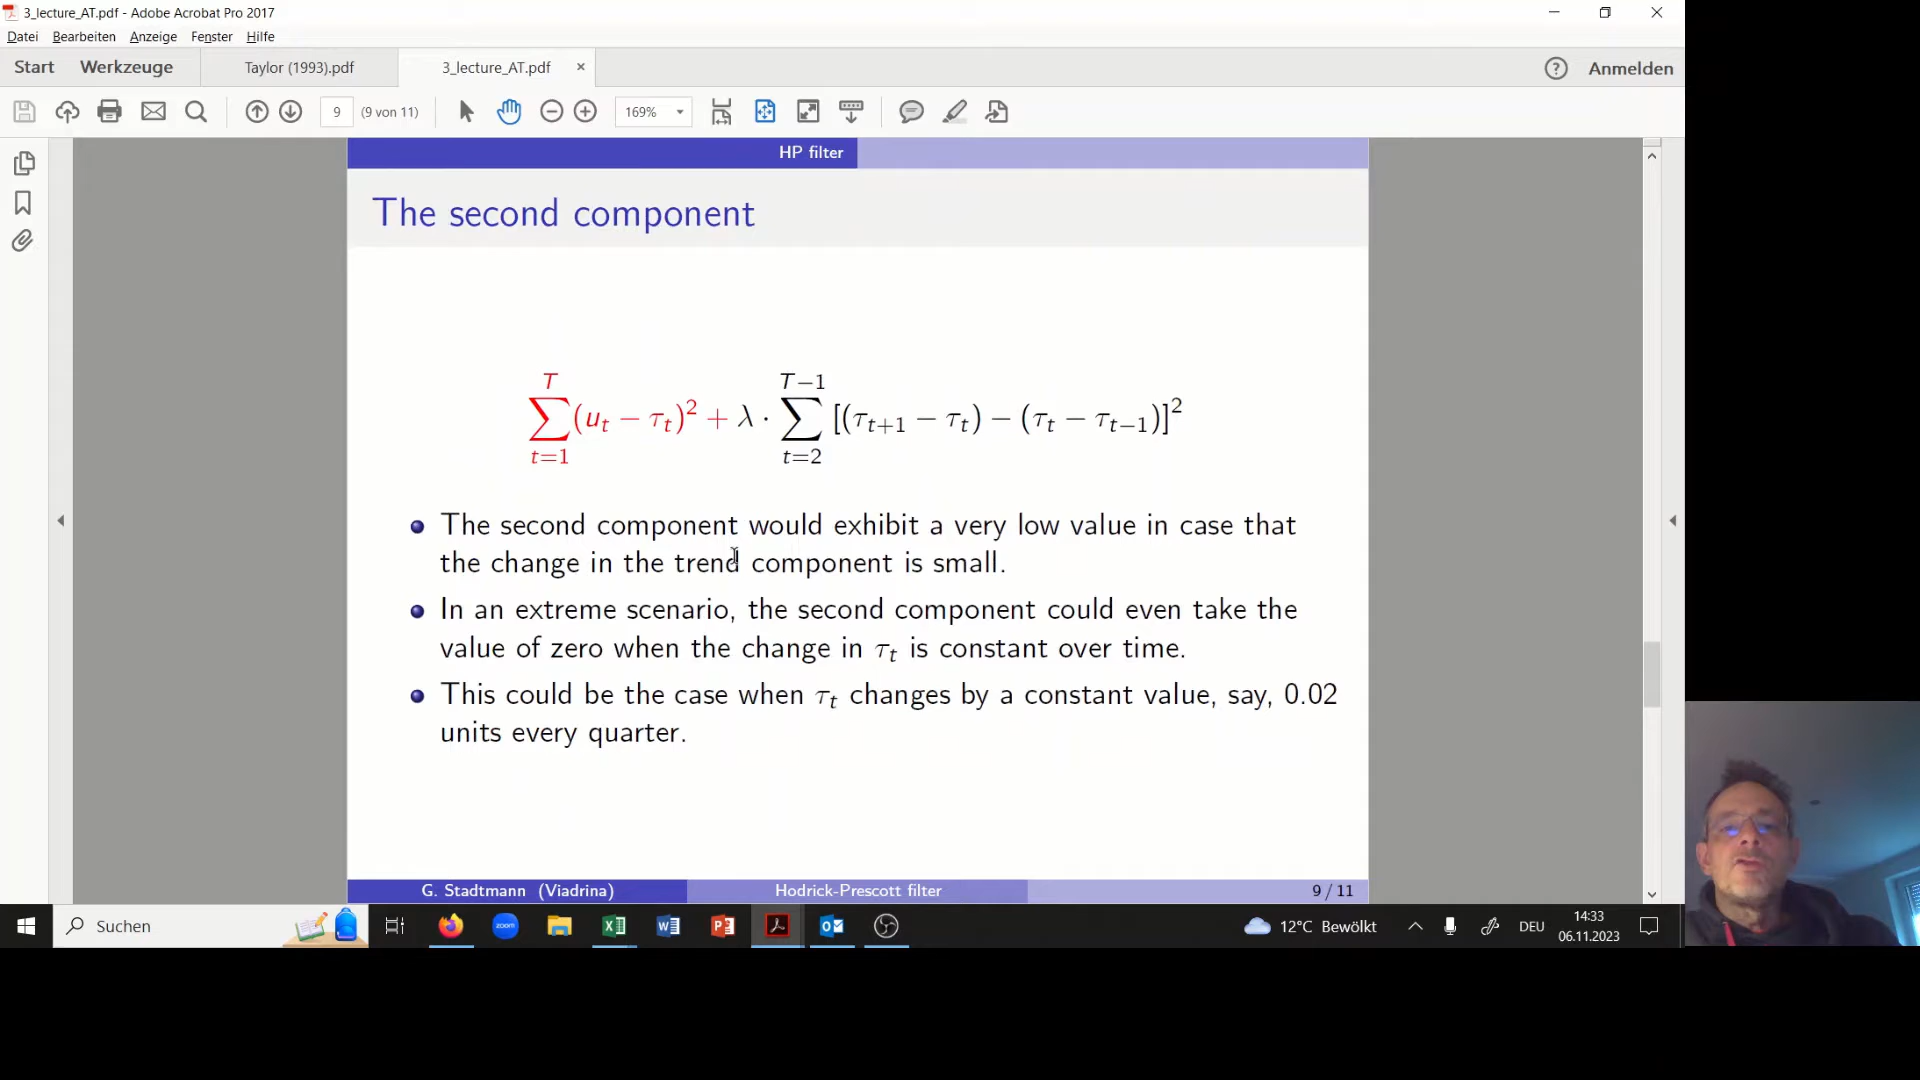 3_lecture_AT.pdf - Adobe Acrobat Pro 2017
Datei Bearbeiten Anzeige Fenster Hilfe
Start Werkzeuge Taylor (1993).pdf 3_lecture_AT.pdf × Anmelden
9 (9 von 11) 169%
HP filter
The second component
\sum_{t=1}^{T} (u_t − τ_t)^2 + λ · \sum_{t=2}^{T−1} [(τ_{t+1} − τ_t) − (τ_t − τ_{t−1})]^2
The second component would exhibit a very low value in case that
the change in the trend component is small.
In an extreme scenario, the second component could even take the
value of zero when the change in τ_t is constant over time.
This could be the case when τ_t changes by a constant value, say, 0.02
units every quarter.
G. Stadtmann (Viadrina) Hodrick-Prescott filter 9 / 11
Suchen zoom 12°C Bewölkt DEU 14:33
06.11.2023